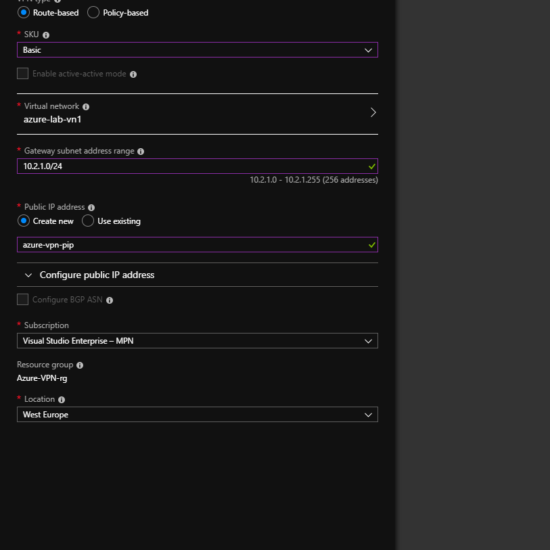 Route-based Policy-based
* SKU
Basic
Enable active-active mode
* Virtual network
azure-lab-vn1
* Gateway subnet address range
10.2.1.0/24
10.2.1.0 - 10.2.1.255 (256 addresses)
* Public IP address
Create new Use existing
azure-vpn-pip
Configure public IP address
Configure BGP ASN
* Subscription
Visual Studio Enterprise – MPN
Resource group
Azure-VPN-rg
* Location
West Europe